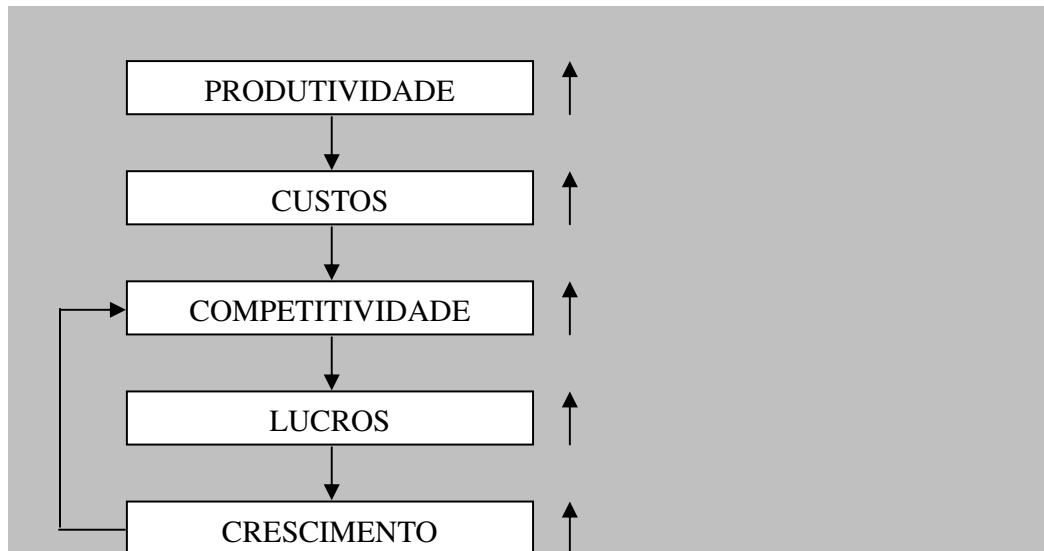 PRODUTIVIDADE
CUSTOS
COMPETITIVIDADE
LUCROS
CRESCIMENTO